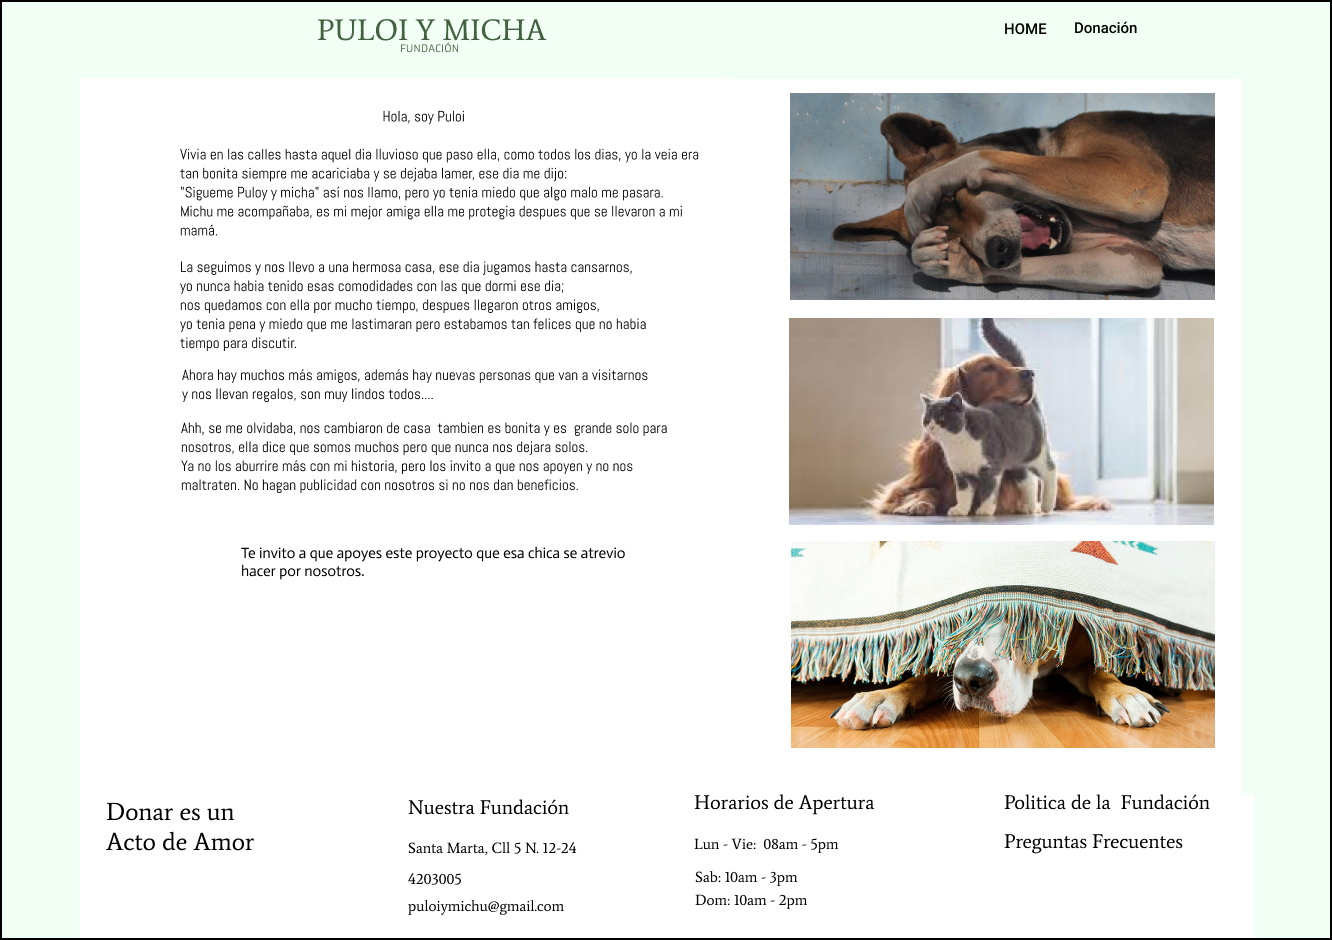 PULOI Y MICHA
FUNDACIÓN
HOME
Donación
Hola, soy Puloi
Vivia en las calles hasta aquel dia lluvioso que paso ella, como todos los dias, yo la veia era
tan bonita siempre me acariciaba y se dejaba lamer, ese dia me dijo:
"Sigueme Puloy y micha" así nos llamo, pero yo tenia miedo que algo malo me pasara.
Michu me acompañaba, es mi mejor amiga ella me protegia despues que se llevaron a mi
mamá.
La seguimos y nos llevo a una hermosa casa, ese dia jugamos hasta cansarnos,
yo nunca habia tenido esas comodidades con las que dormi ese dia;
nos quedamos con ella por mucho tiempo, despues llegaron otros amigos,
yo tenia pena y miedo que me lastimaran pero estabamos tan felices que no habia
tiempo para discutir.
Ahora hay muchos más amigos, además hay nuevas personas que van a visitarnos
y nos llevan regalos, son muy lindos todos....
Ahh, se me olvidaba, nos cambiaron de casa  tambien es bonita y es  grande solo para
nosotros, ella dice que somos muchos pero que nunca nos dejara solos.
Ya no los aburrire más con mi historia, pero los invito a que nos apoyen y no nos
maltraten. No hagan publicidad con nosotros si no nos dan beneficios.
Te invito a que apoyes este proyecto que esa chica se atrevio
hacer por nosotros.
Donar es un
Acto de Amor
Nuestra Fundación
Santa Marta, Cll 5 N. 12-24
4203005
puloiymichu@gmail.com
Horarios de Apertura
Lun - Vie:  08am - 5pm
Sab: 10am - 3pm
Dom: 10am - 2pm
Politica de la  Fundación
Preguntas Frecuentes